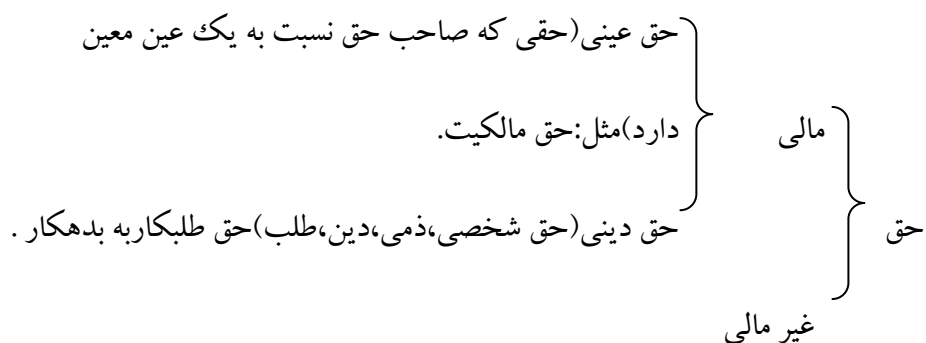 حق عینی(حقی که صاحب حق نسبت به یک عین معین
مالی
دارد)مثل:حق مالکیت.
حق
حق دینی(حق شخصی،ذمی،دین،طلب)حق طلبکاربه بدهکار .
غیر مالی